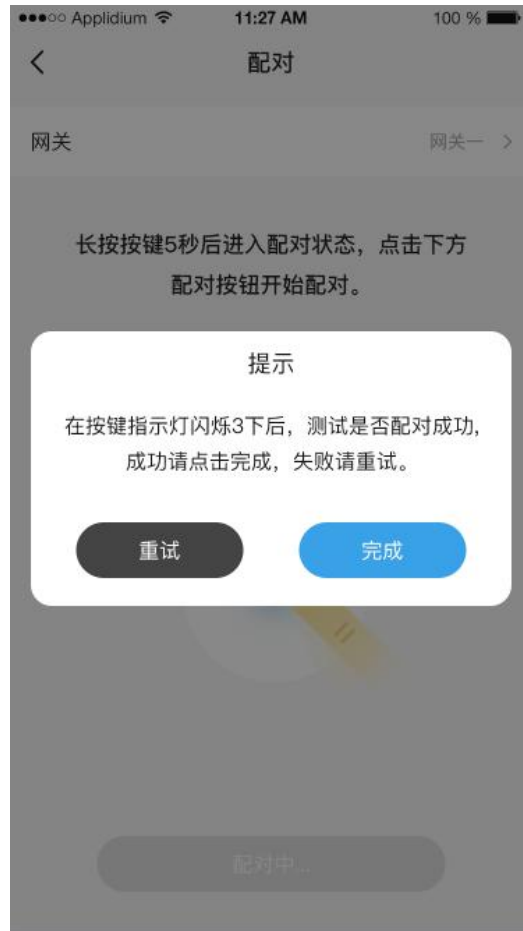 ●●●○○ Applidium 11:27 AM 100 %
配对
网关 网关一
长按按键5秒后进入配对状态，点击下方
配对按钮开始配对。
提示
在按键指示灯闪烁3下后，测试是否配对成功，
成功请点击完成，失败请重试。
重试 完成
配对中...